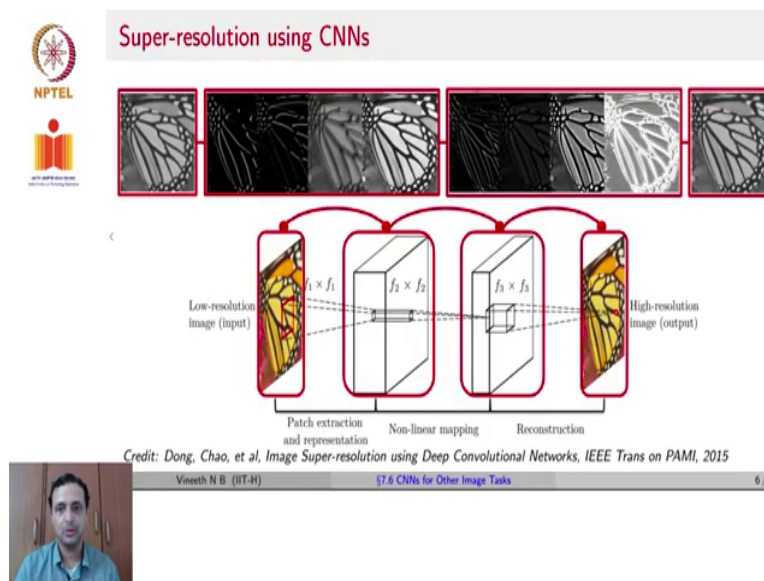 Super-resolution using CNNs
NPTEL
f₁ × f₁
f₂ × f₂
f₃ × f₃
Low-resolution
image (input)
High-resolution
image (output)
Patch extraction
and representation
Non-linear mapping
Reconstruction
Credit: Dong, Chao, et al, Image Super-resolution using Deep Convolutional Networks, IEEE Trans on PAMI, 2015
Vineeth N B (IIT-H)
§7.6 CNNs for Other Image Tasks
6 /